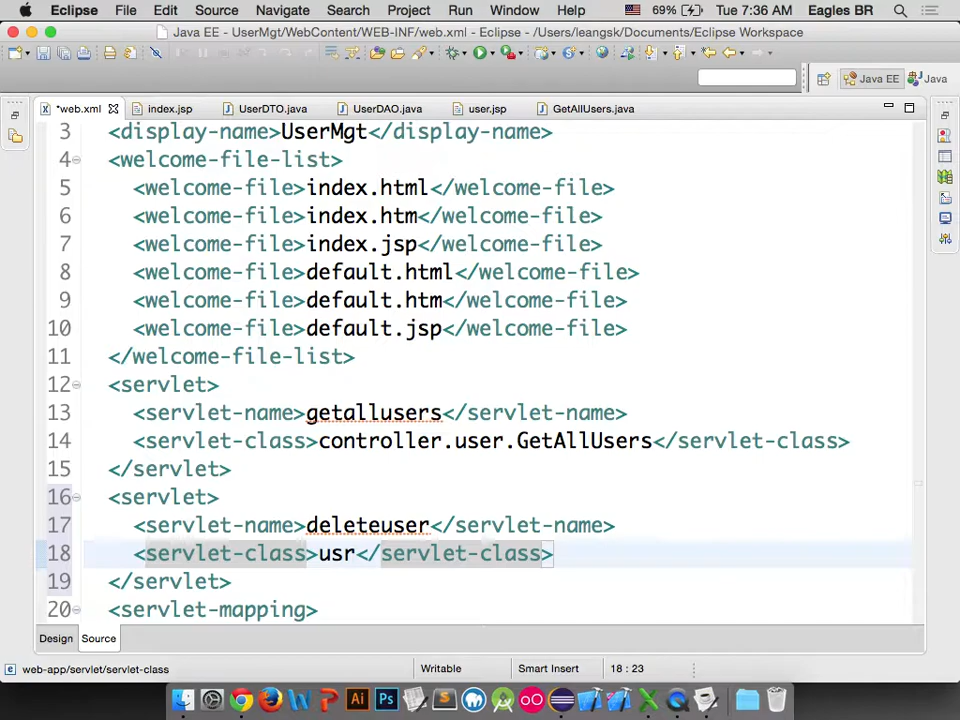 Eclipse File Edit Source Navigate Search Project Run Window Help 69% Tue 7:36 AM Eagles BR
Java EE - UserMgt/WebContent/WEB-INF/web.xml - Eclipse - /Users/leangsk/Documents/Eclipse Workspace
Java EE Java
*web.xml index.jsp UserDTO.java UserDAO.java user.jsp GetAllUsers.java
3 <display-name>UserMgt</display-name>
4 <welcome-file-list>
5 <welcome-file>index.html</welcome-file>
6 <welcome-file>index.htm</welcome-file>
7 <welcome-file>index.jsp</welcome-file>
8 <welcome-file>default.html</welcome-file>
9 <welcome-file>default.htm</welcome-file>
10 <welcome-file>default.jsp</welcome-file>
11 </welcome-file-list>
12 <servlet>
13 <servlet-name>getallusers</servlet-name>
14 <servlet-class>controller.user.GetAllUsers</servlet-class>
15 </servlet>
16 <servlet>
17 <servlet-name>deleteuser</servlet-name>
18 <servlet-class>usr</servlet-class>
19 </servlet>
20 <servlet-mapping>
Design Source
web-app/servlet/servlet-class Writable Smart Insert 18 : 23
Ai Ps